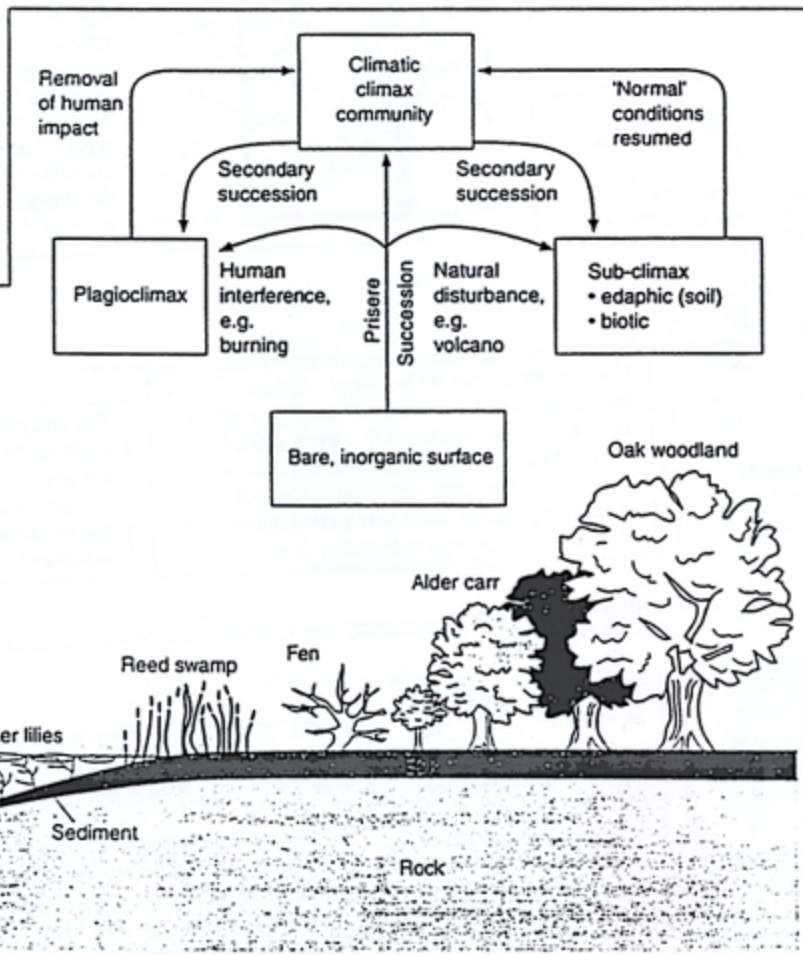 Climatic
climax
community
Removal
of human
impact
'Normal'
conditions
resumed
Secondary
succession
Secondary
succession
Plagioclimax
Human
interference,
e.g.
burning
Prisere
Succession
Natural
disturbance,
e.g.
volcano
Sub-climax
• edaphic (soil)
• biotic
Bare, inorganic surface
Oak woodland
Alder carr
Fen
Reed swamp
er lilies
Sediment
Rock